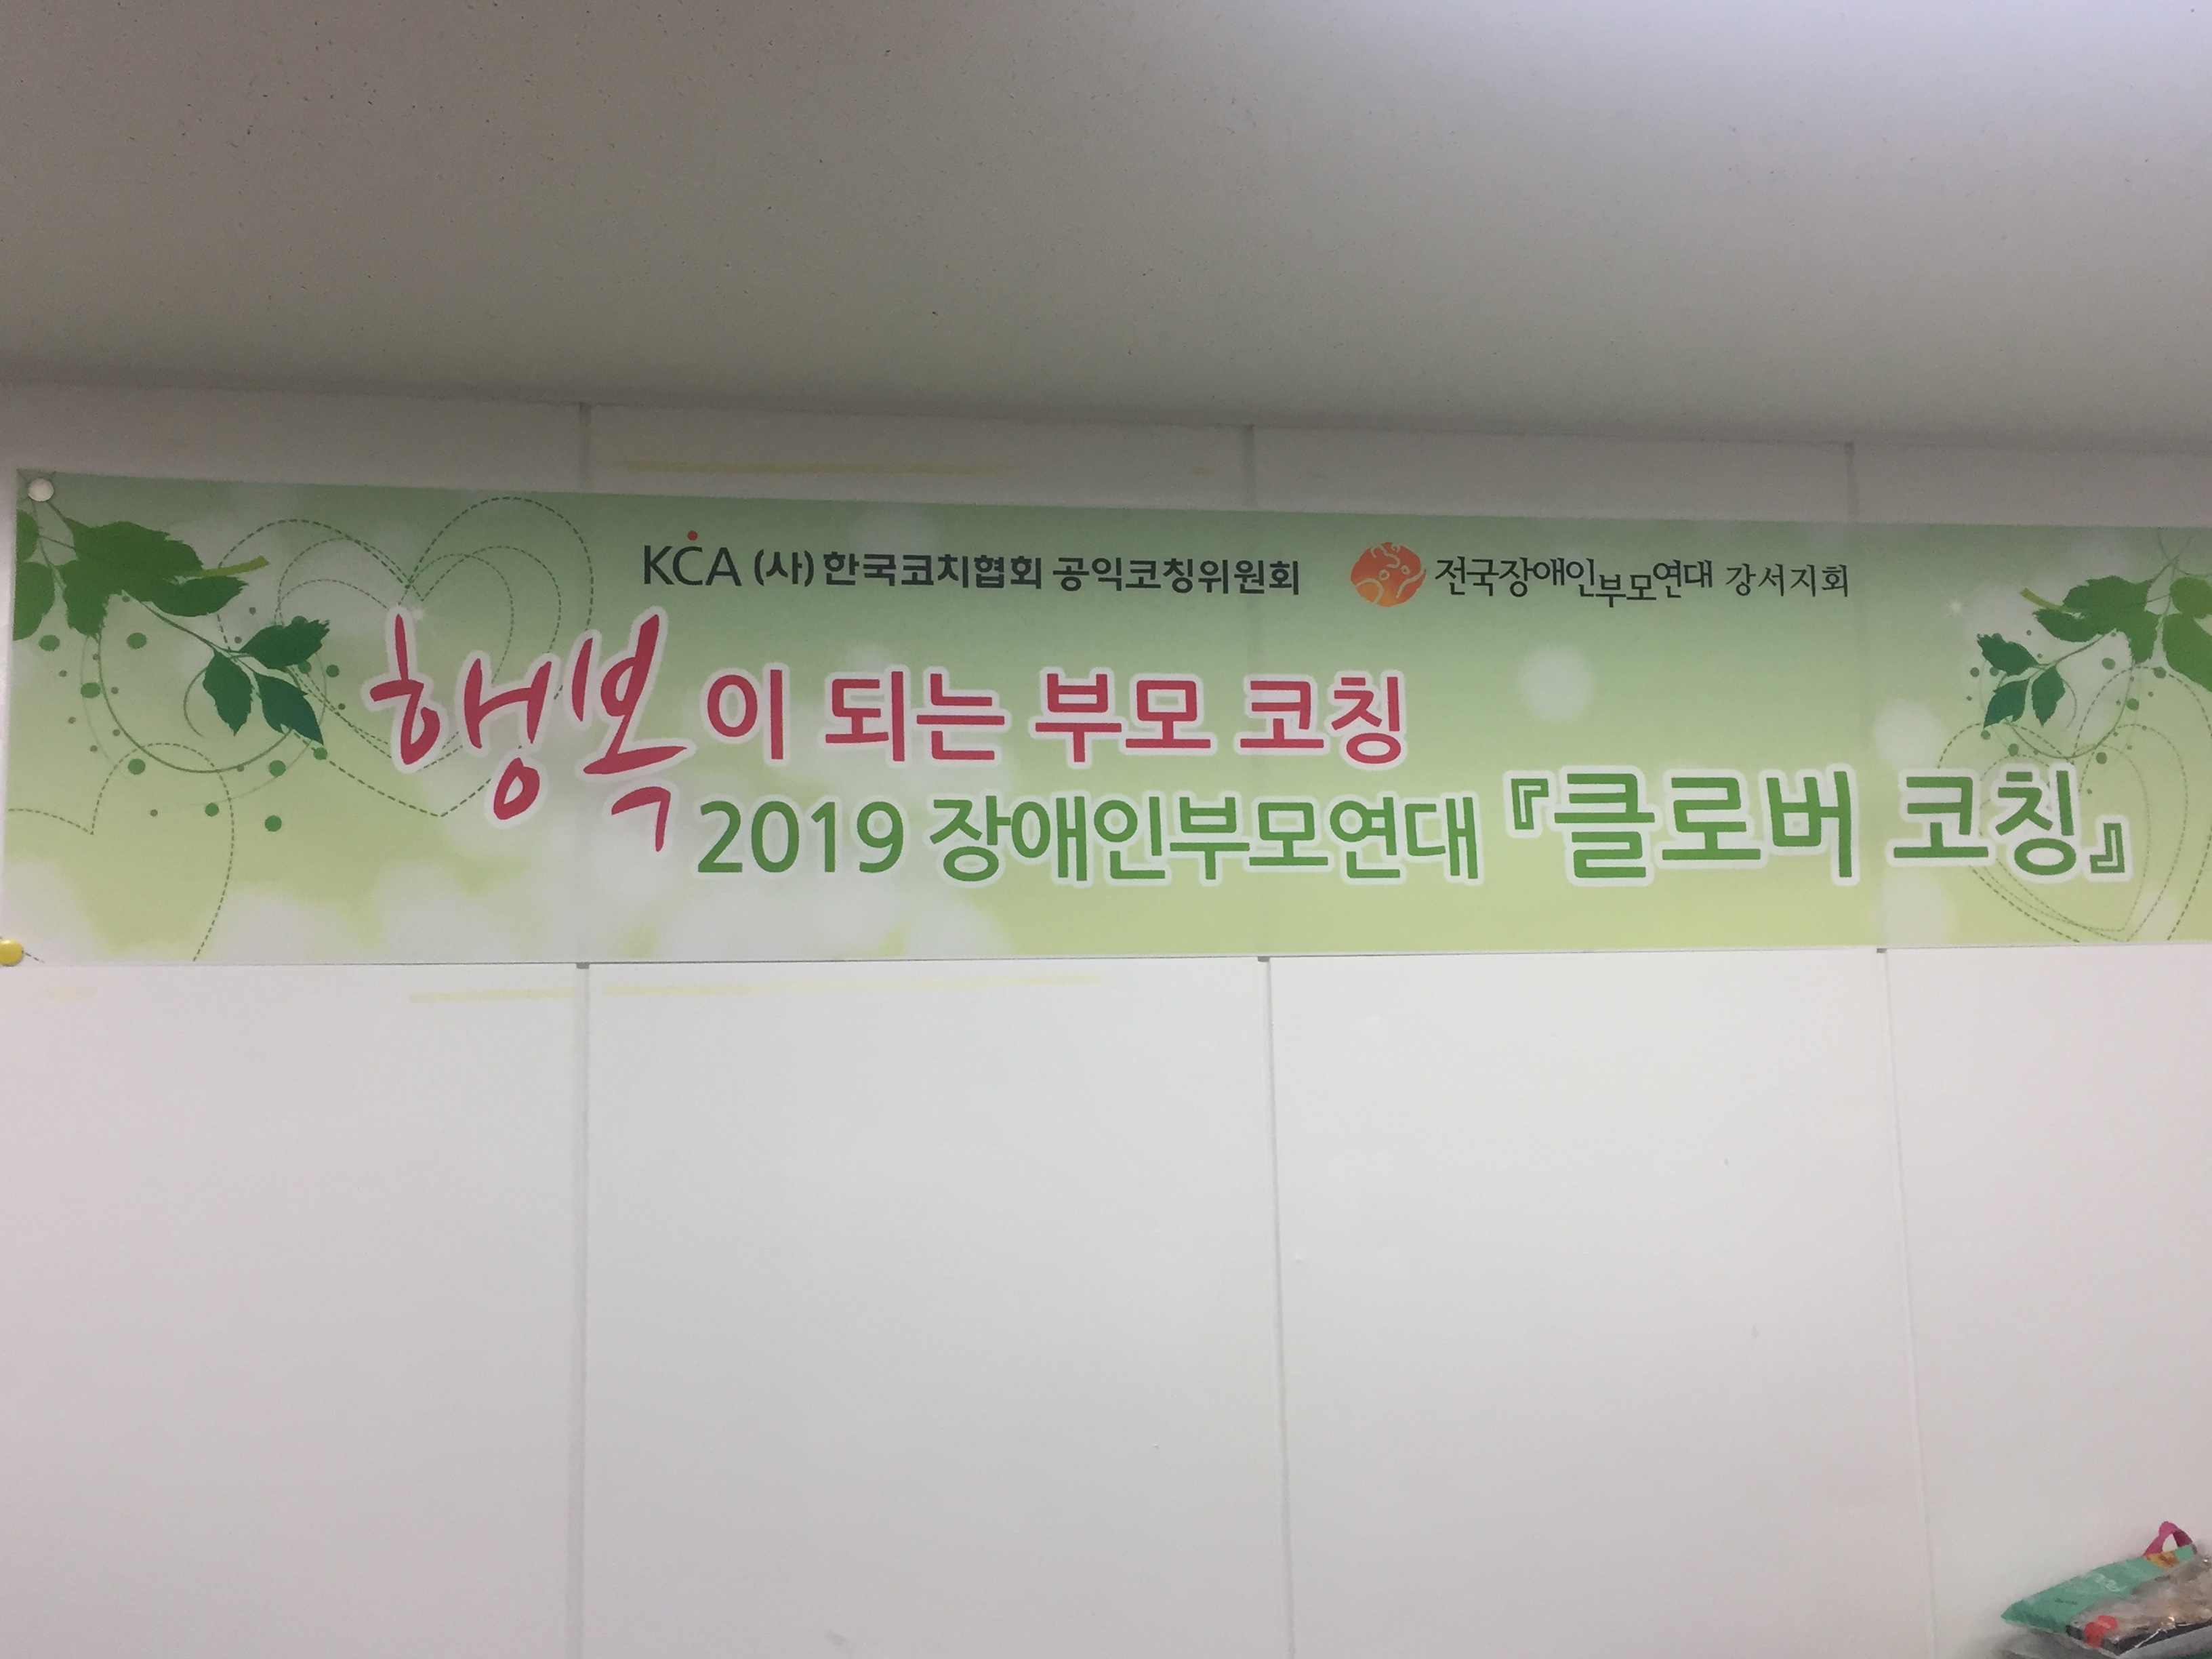 KCA (사)한국코치협회 공익코칭위원회 전국장애인부모연대 강서지회
행복이 되는 부모 코칭
2019 장애인부모연대 『클로버 코칭』